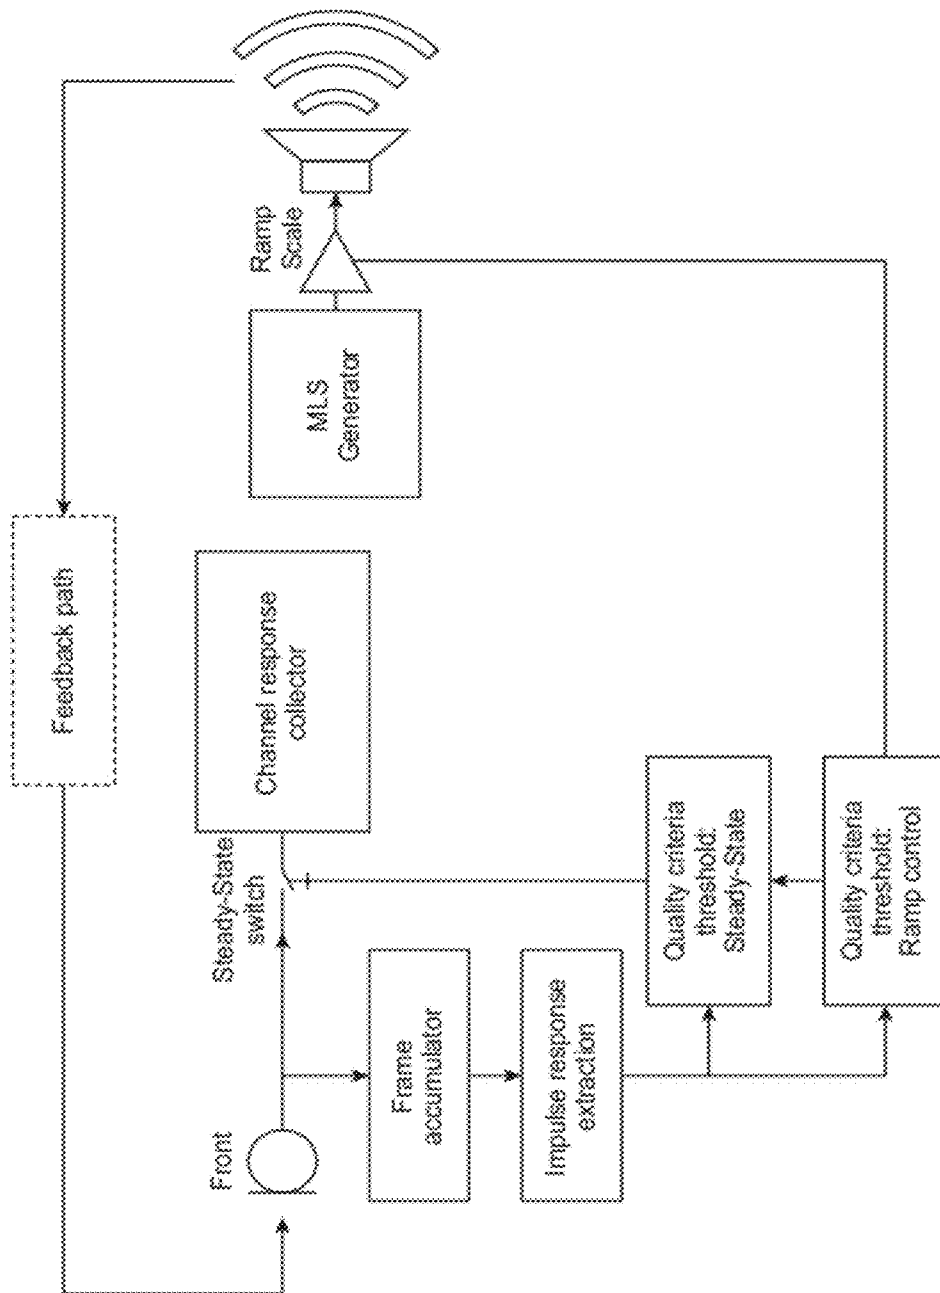 Feedback path
Front
Steady-State
switch
Channel response
collector
MLS
Generator
Ramp
Scale
Frame
accumulator
Impulse response
extraction
Quality criteria
threshold:
Steady-State
Quality criteria
threshold:
Ramp control